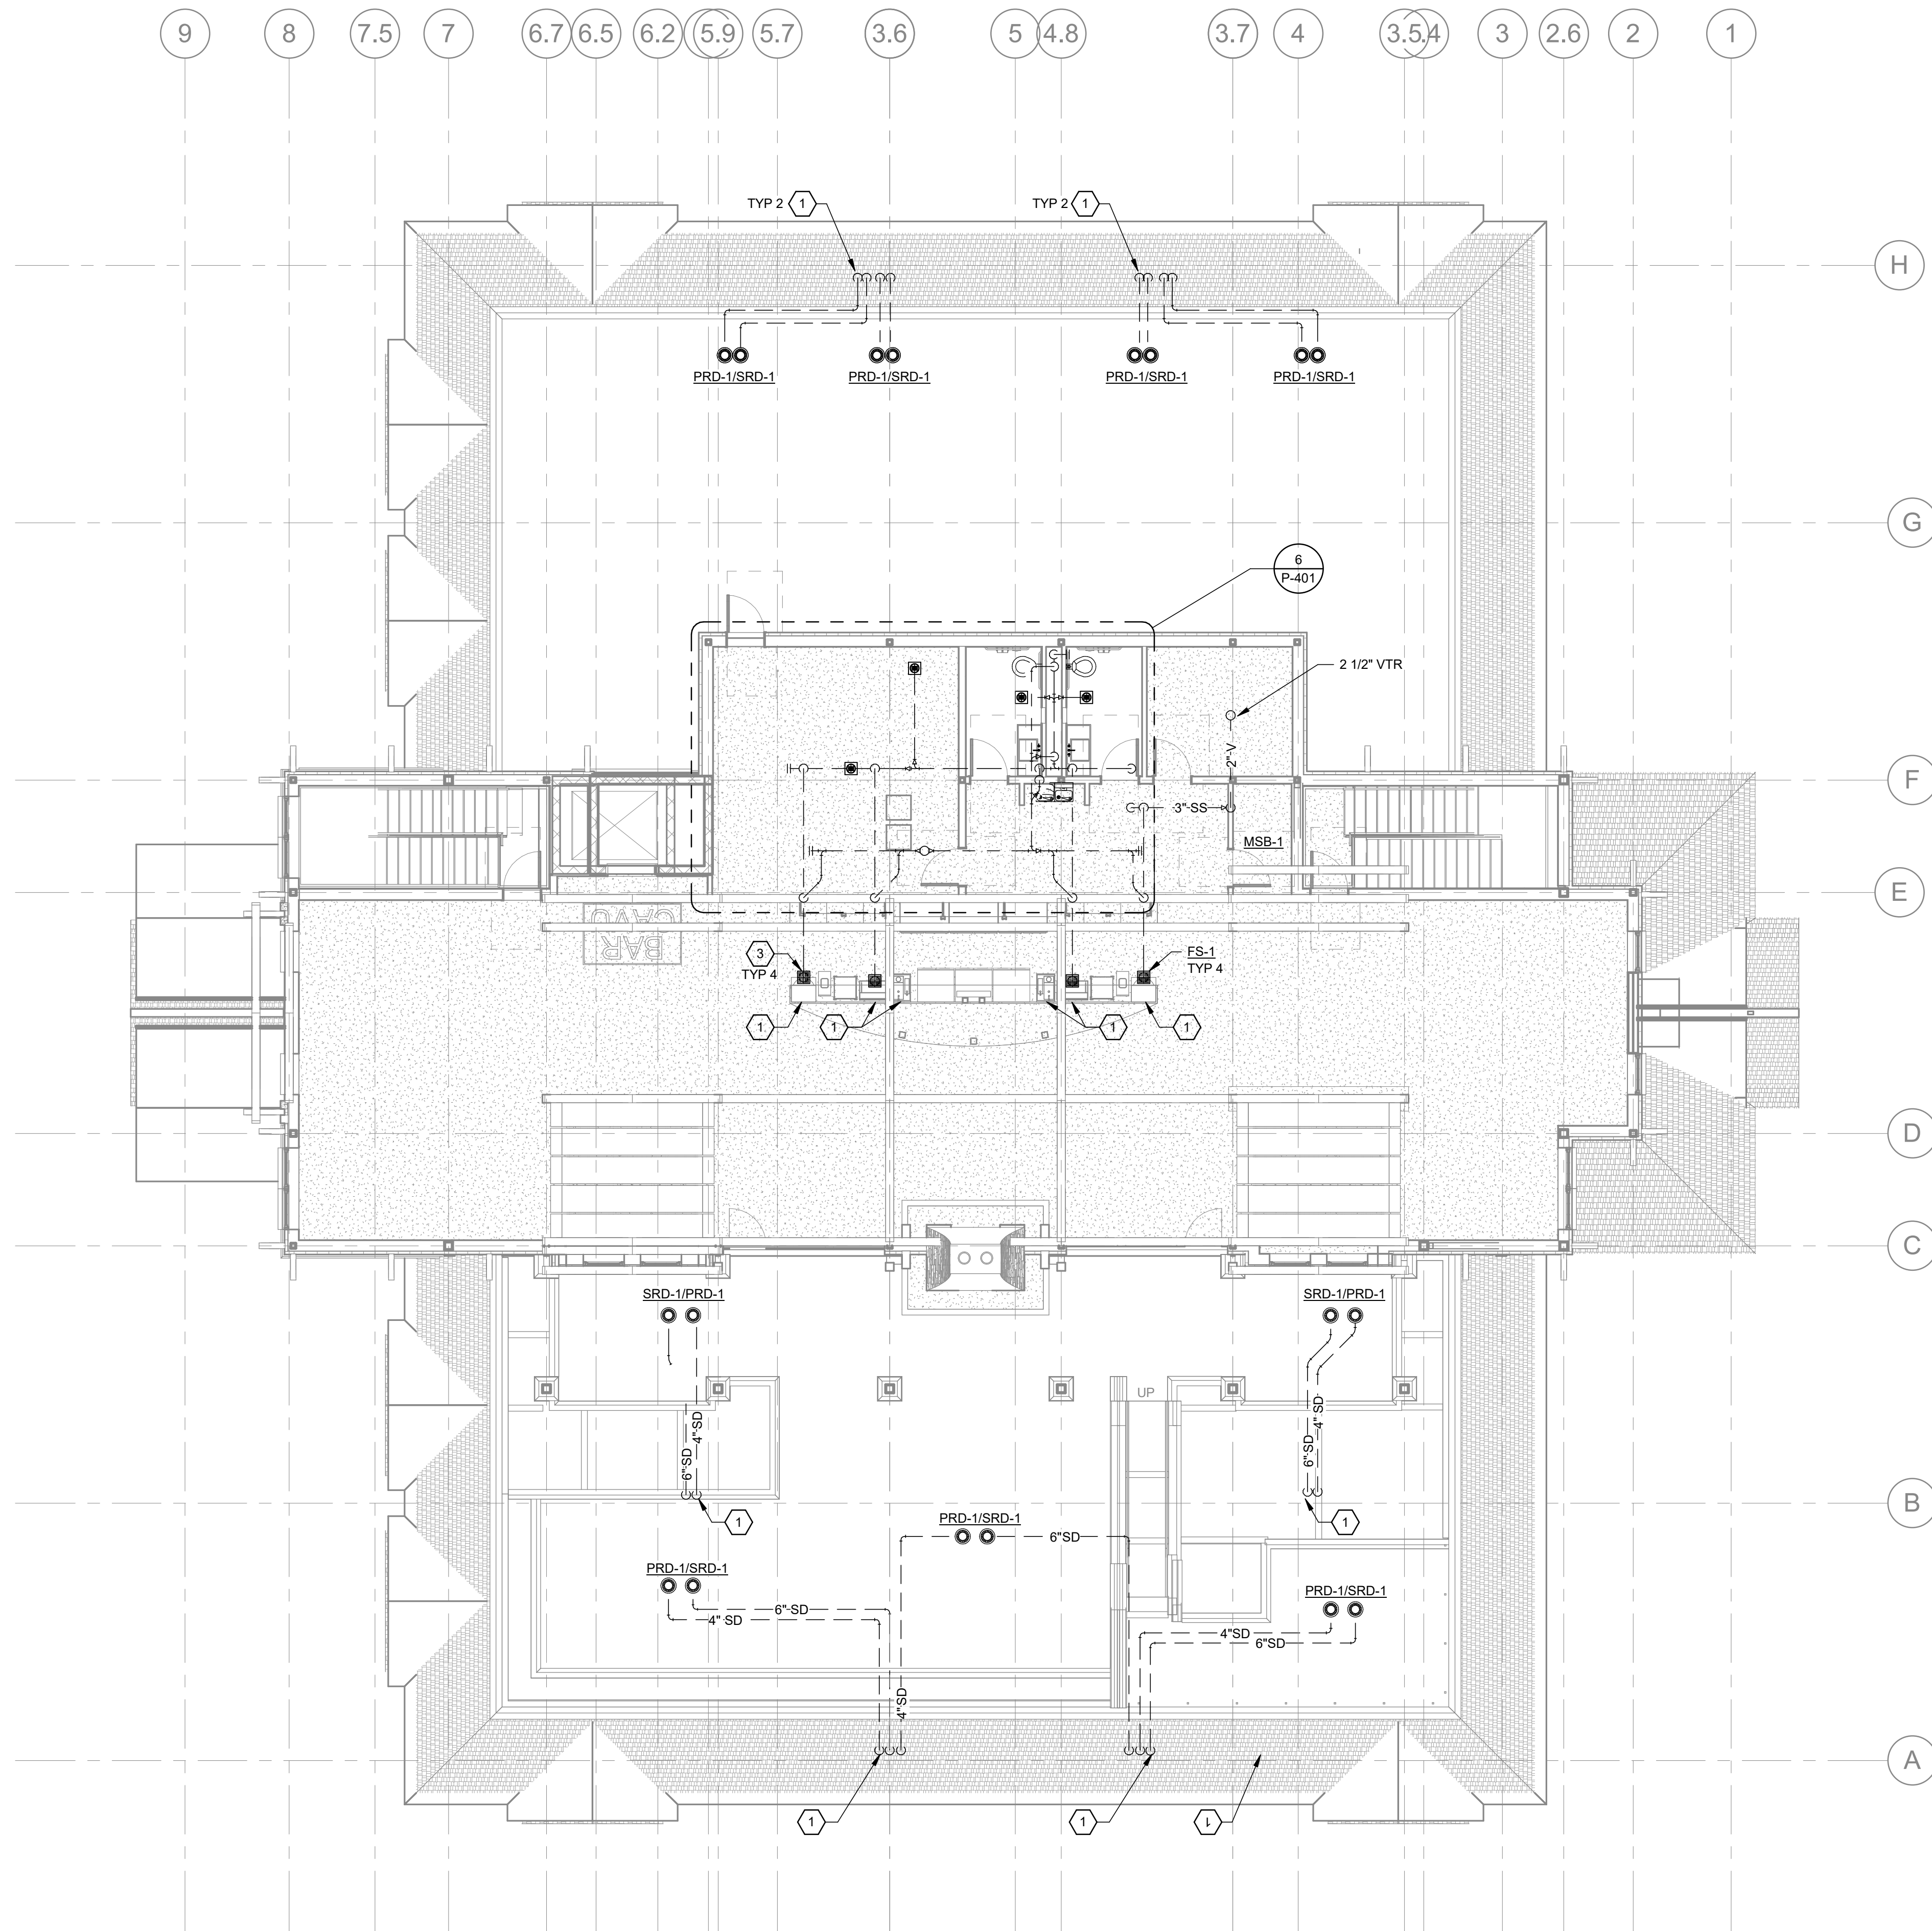 9 8 7.5 7 6.7 6.5 6.2 5.9 5.7 3.6 5 4.8 3.7 4 3.5 .4 3 2.6 2 1
TYP 2 1
TYP 2 1
H
PRD-1/SRD-1 PRD-1/SRD-1 PRD-1/SRD-1 PRD-1/SRD-1
G
6
P-401
2 1/2" VTR
2"-V
F
3"-SS
MSB-1
E
BAR
CAVU
3
TYP 4
FS-1
TYP 4
1 1 1 1
D
C
SRD-1/PRD-1 SRD-1/PRD-1
UP
6"-SD
4"-SD
6"-SD
4"-SD
B
1
1
PRD-1/SRD-1
6"SD
PRD-1/SRD-1
PRD-1/SRD-1
6"-SD
4"-SD
4"SD
6"SD
4"SD
A
1 1 1